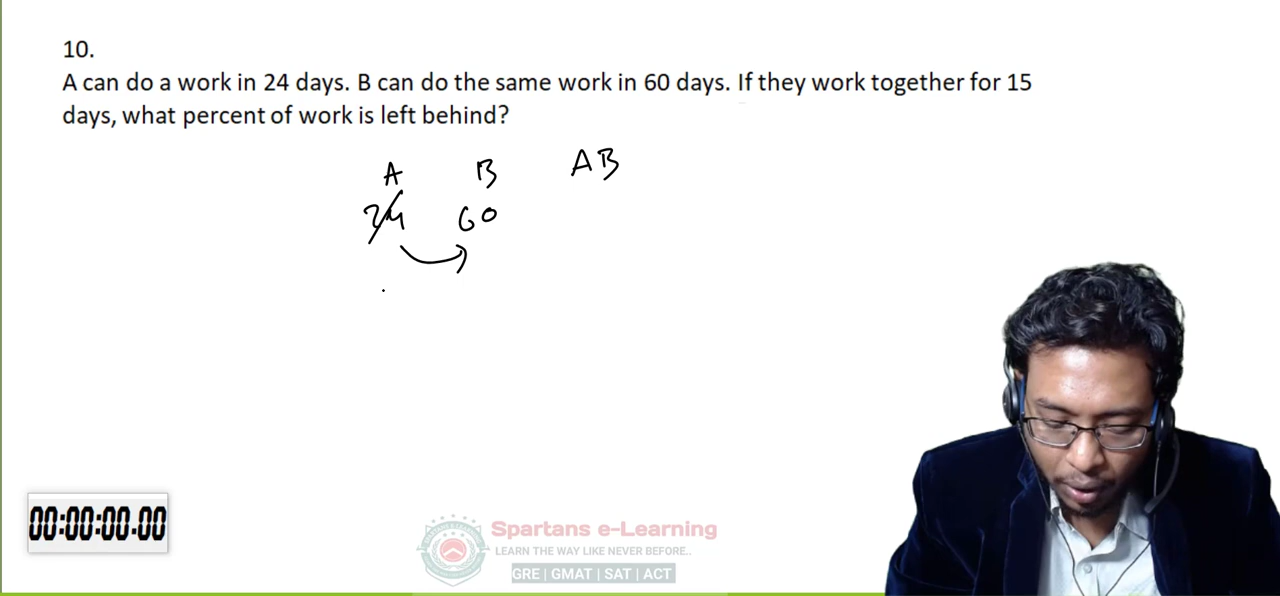 10.
A can do a work in 24 days. B can do the same work in 60 days. If they work together for 15
days, what percent of work is left behind?
A B AB
24 60
00:00:00.00
Spartans e-Learning
LEARN THE WAY LIKE NEVER BEFORE..
GRE | GMAT | SAT | ACT